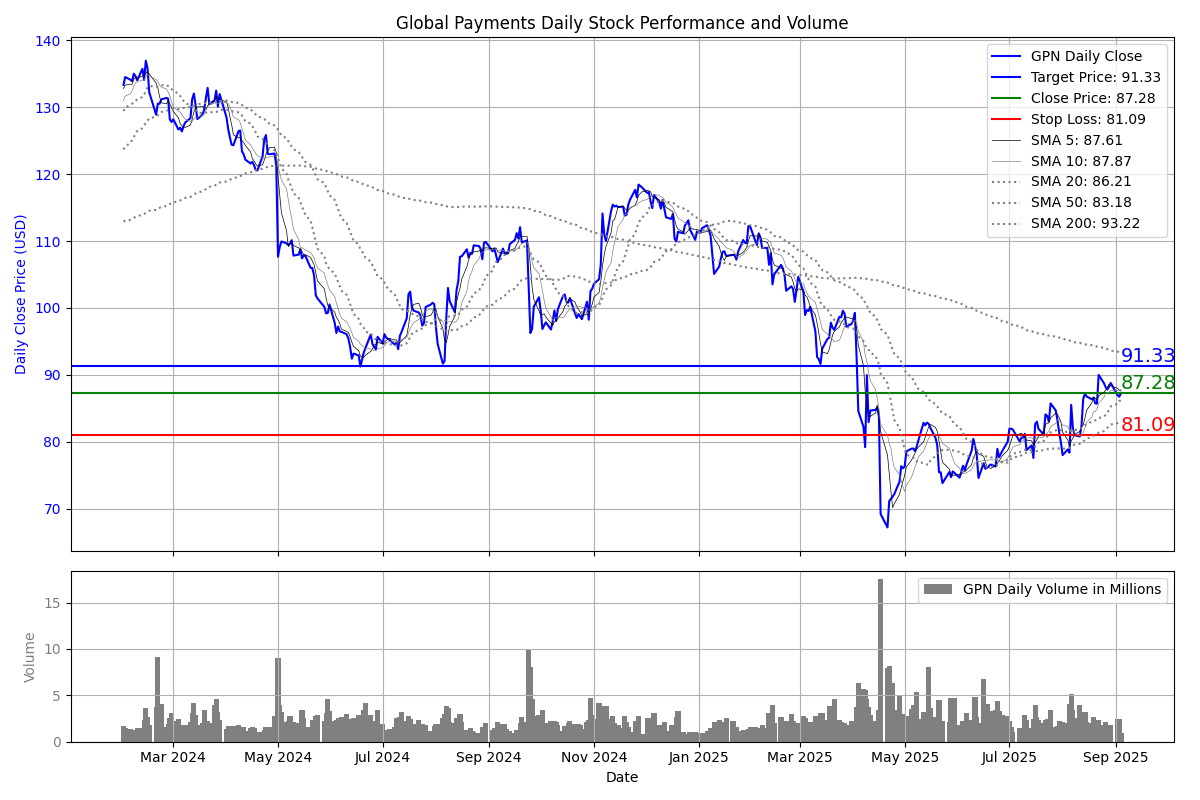 Global Payments Daily Stock Performance and Volume
140
130
120
110
100
90
80
70
Daily Close Price (USD)
GPN Daily Close
Target Price: 91.33
Close Price: 87.28
Stop Loss: 81.09
SMA 5: 87.61
SMA 10: 87.87
SMA 20: 86.21
SMA 50: 83.18
SMA 200: 93.22
91.33
87.28
81.09
15
10
5
0
Volume
GPN Daily Volume in Millions
Mar 2024
May 2024
Jul 2024
Sep 2024
Nov 2024
Jan 2025
Mar 2025
May 2025
Jul 2025
Sep 2025
Date